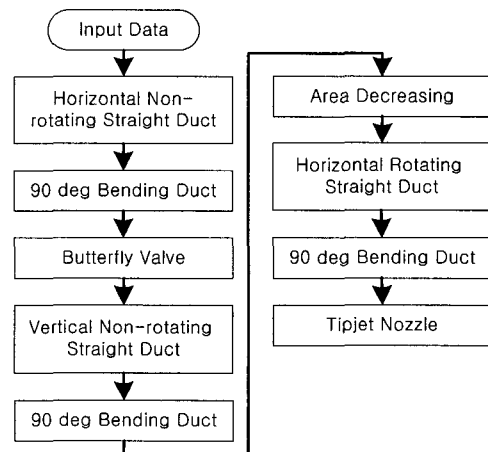 Input Data
Horizontal Non-
rotating Straight Duct
90 deg Bending Duct
Butterfly Valve
Vertical Non-rotating
Straight Duct
90 deg Bending Duct
Area Decreasing
Horizontal Rotating
Straight Duct
90 deg Bending Duct
Tipjet Nozzle